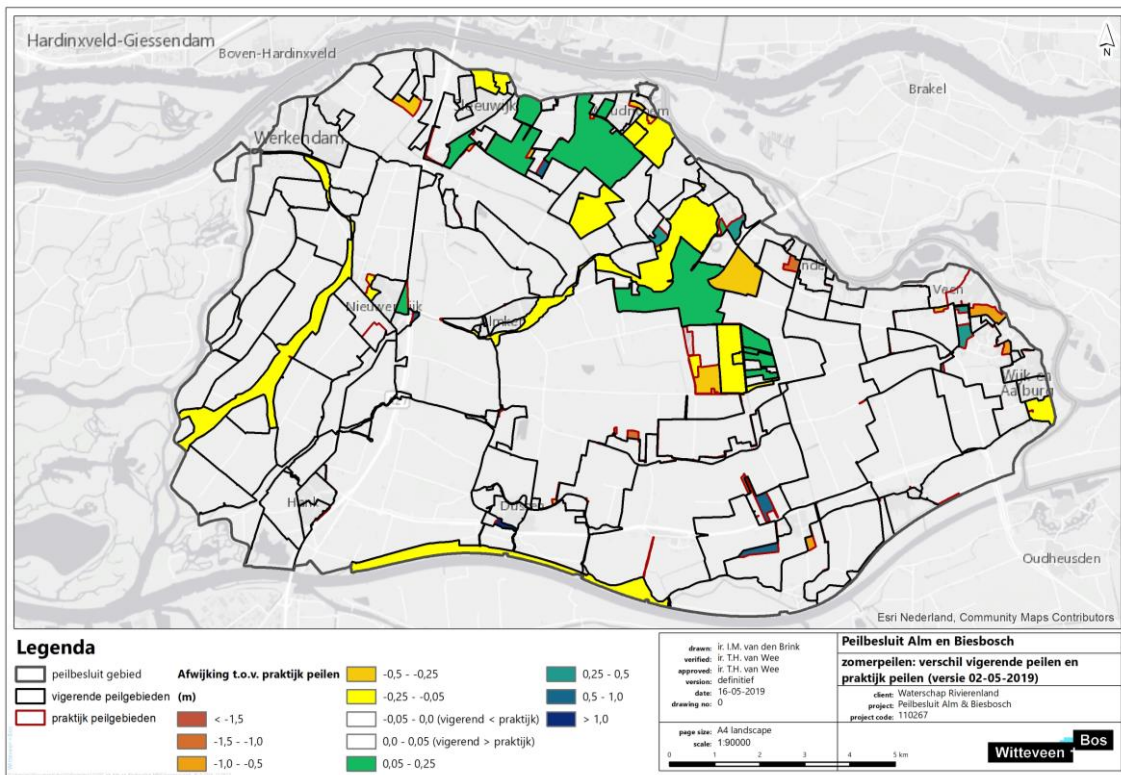 Hardinxveld-Giessendam
Boven-Hardinxveld
N
Brakel
Werkendam
Veen
Wijk en
Aalburg
Hank
Oudheusden
Esri Nederland, Community Maps Contributors
Legenda
peilbesluit gebied
vigerende peilgebieden
praktijk peilgebieden
Afwijking t.o.v. praktijk peilen
(m)
< -1,5
-1,5 - -1,0
-1,0 - -0,5
-0,5 - -0,25
-0,25 - -0,05
-0,05 - 0,0 (vigerend < praktijk)
0,0 - 0,05 (vigerend > praktijk)
0,05 - 0,25
0,25 - 0,5
0,5 - 1,0
> 1,0
drawn: ir. I.M. van den Brink
verified: ir. T.H. van Wee
approved: ir. T.H. van Wee
version: definitief
date: 16-05-2019
drawing no: 0
page size: A4 landscape
scale: 1:90000
Peilbesluit Alm en Biesbosch
zomerpeilen: verschil vigerende peilen en
praktijk peilen (versie 02-05-2019)
client: Waterschap Rivierenland
project: Peilbesluit Alm & Biesbosch
project code: 110267
0 1 2 3 4 5 km
Witteveen + Bos